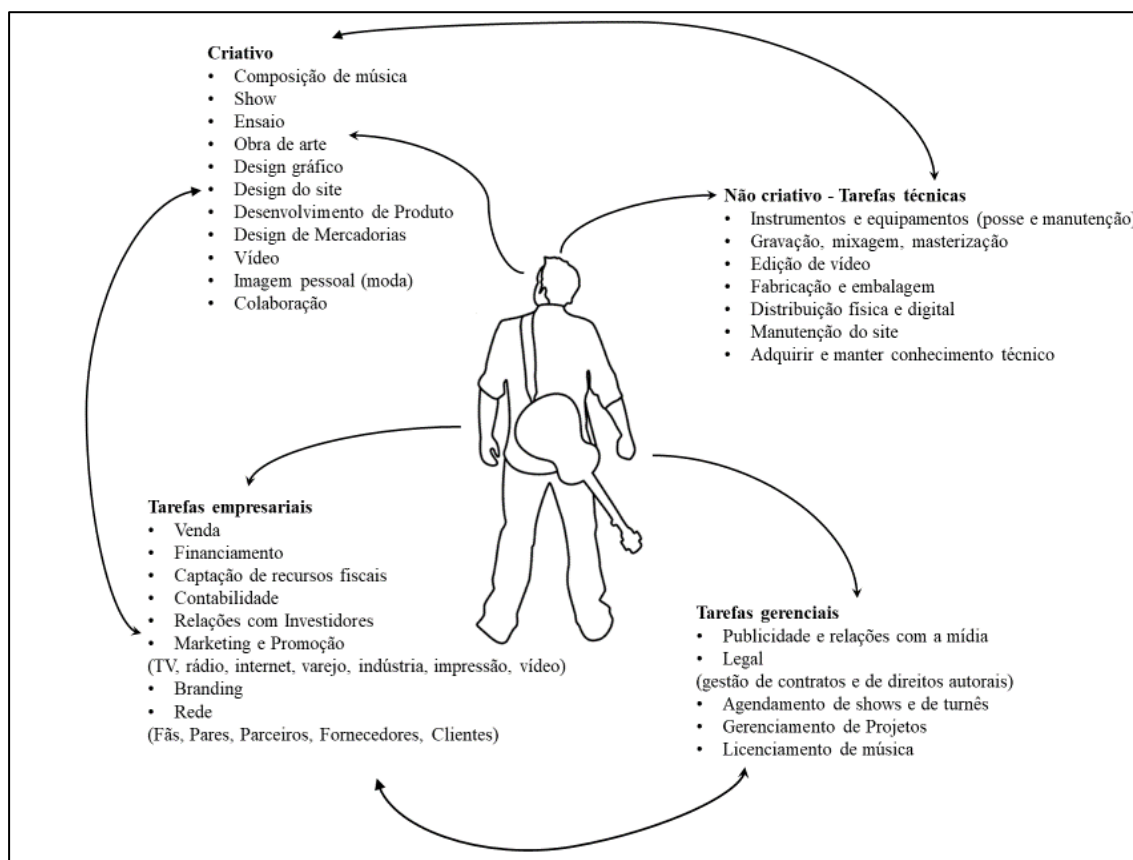 Criativo
• Composição de música
• Show
• Ensaio
• Obra de arte
• Design gráfico
• Design do site
• Desenvolvimento de Produto
• Design de Mercadorias
• Vídeo
• Imagem pessoal (moda)
• Colaboração
Não criativo - Tarefas técnicas
• Instrumentos e equipamentos (posse e manutenção)
• Gravação, mixagem, masterização
• Edição de vídeo
• Fabricação e embalagem
• Distribuição física e digital
• Manutenção do site
• Adquirir e manter conhecimento técnico
Tarefas empresariais
• Venda
• Financiamento
• Captação de recursos fiscais
• Contabilidade
• Relações com Investidores
• Marketing e Promoção
(TV, rádio, internet, varejo, indústria, impressão, vídeo)
• Branding
• Rede
(Fãs, Pares, Parceiros, Fornecedores, Clientes)
Tarefas gerenciais
• Publicidade e relações com a mídia
• Legal
(gestão de contratos e de direitos autorais)
• Agendamento de shows e de turnês
• Gerenciamento de Projetos
• Licenciamento de música